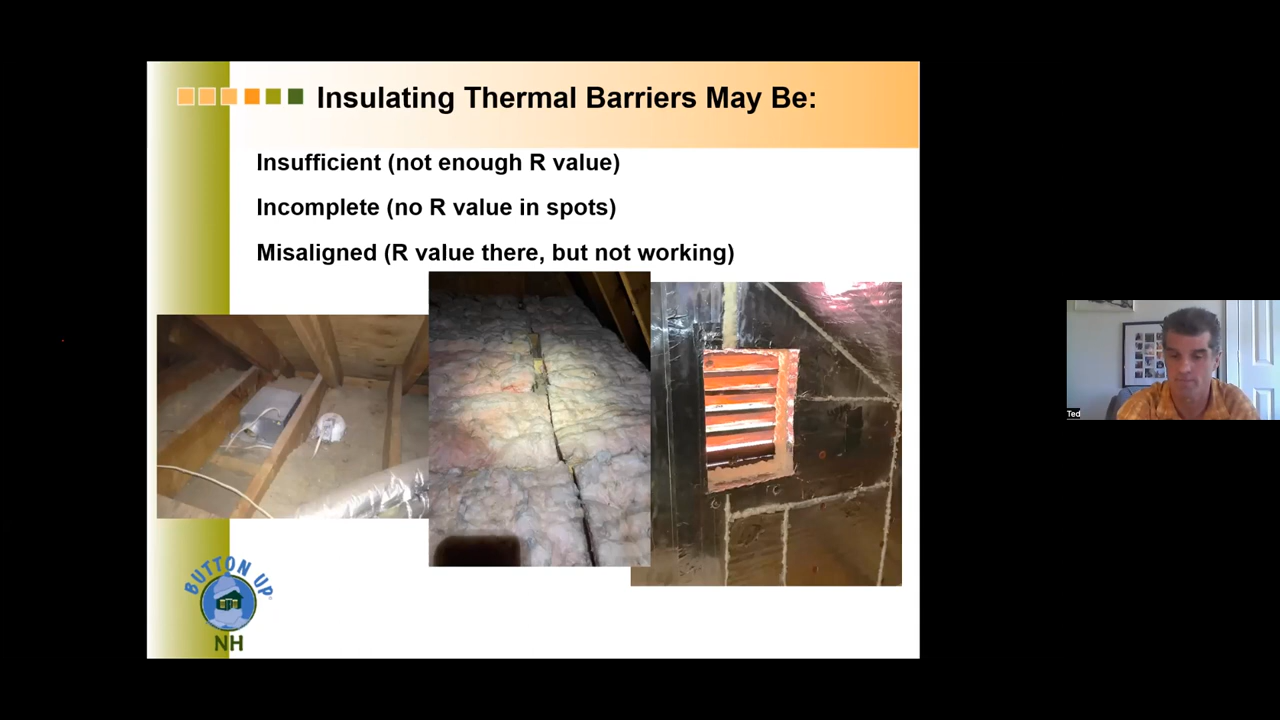 Insulating Thermal Barriers May Be:
Insufficient (not enough R value)
Incomplete (no R value in spots)
Misaligned (R value there, but not working)
BUTTON UP
NH
Ted